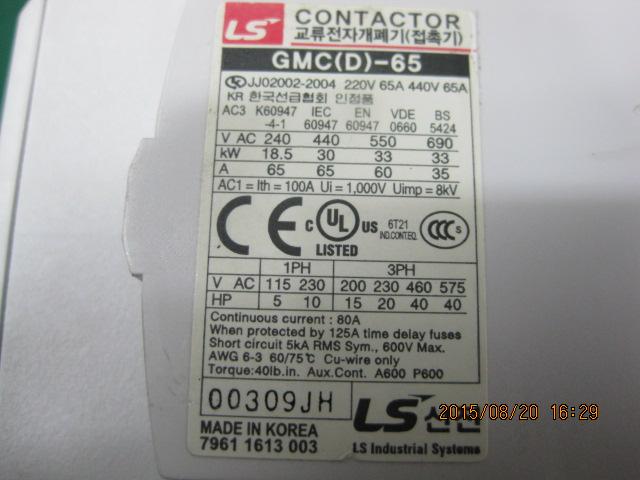 LS CONTACTOR
교류전자개폐기(접촉기)
GMC(D)-65
JJ02002-2004 220V 65A 440V 65A
KR 한국선급협회 인정품
AC3 K60947 IEC EN VDE BS
-4-1 60947 60947 0660 5424
V AC 240 440 550 690
kW 18.5 30 33 33
A 65 65 60 35
AC1 = Ith = 100A Ui = 1,000V Uimp = 8kV
CE c UL US LISTED 6T21 IND.CONT.EQ. CCC S
1PH 3PH
V AC 115 230 200 230 460 575
HP 5 10 15 20 40 40
Continuous current : 80A
When protected by 125A time delay fuses
Short circuit 5kA RMS Sym., 600V Max.
AWG 6-3 60/75℃ Cu-wire only
Torque:40lb.in. Aux.Cont. A600 P600
00309JH LS산전
MADE IN KOREA
7961 1613 003 LS Industrial Systems
2015/08/20 16:29